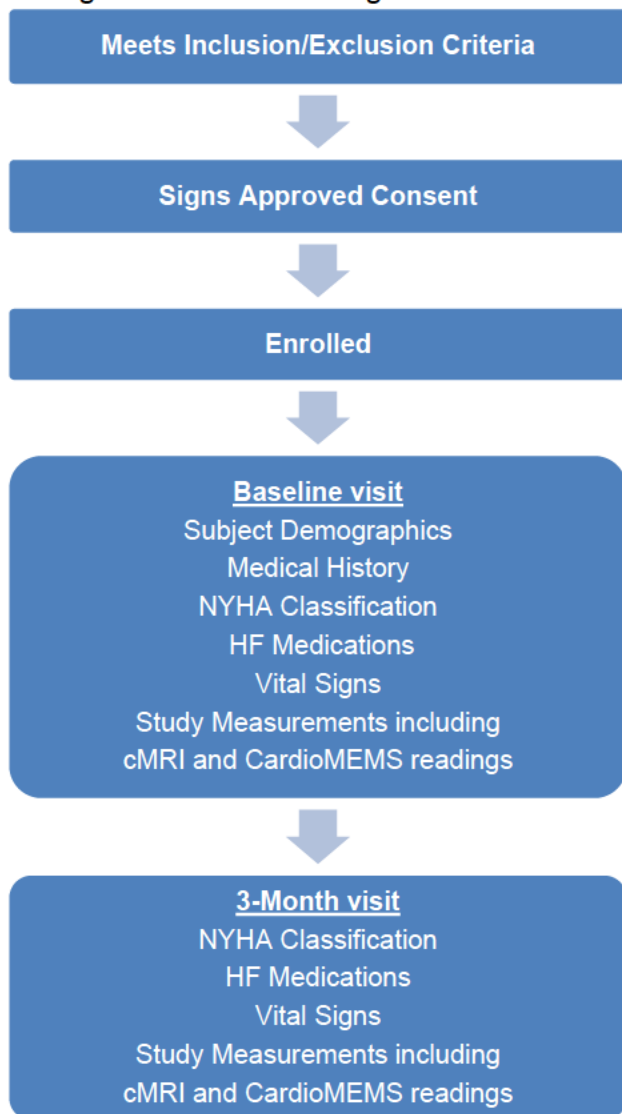 Meets Inclusion/Exclusion Criteria
Signs Approved Consent
Enrolled
Baseline visit
Subject Demographics
Medical History
NYHA Classification
HF Medications
Vital Signs
Study Measurements including
cMRI and CardioMEMS readings
3-Month visit
NYHA Classification
HF Medications
Vital Signs
Study Measurements including
cMRI and CardioMEMS readings